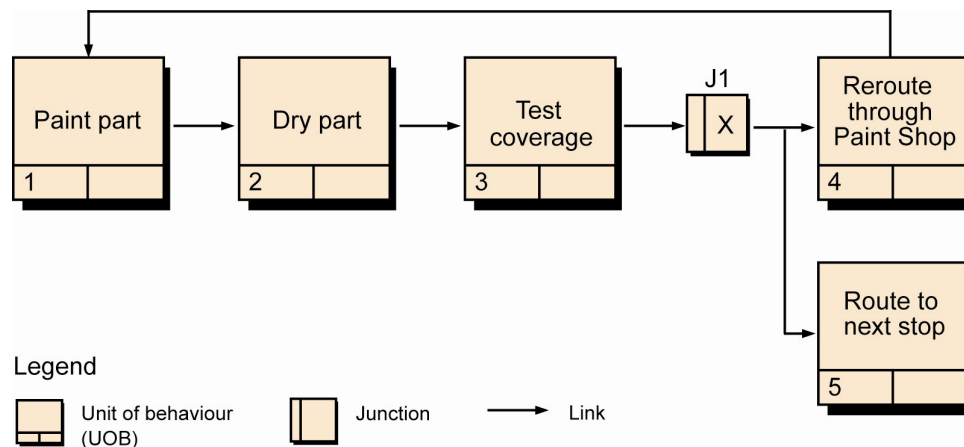 Paint part
1
Dry part
2
Test
coverage
3
J1
X
Reroute
through
Paint Shop
4
Route to
next stop
5
Legend
Unit of behaviour
(UOB)
Junction
Link